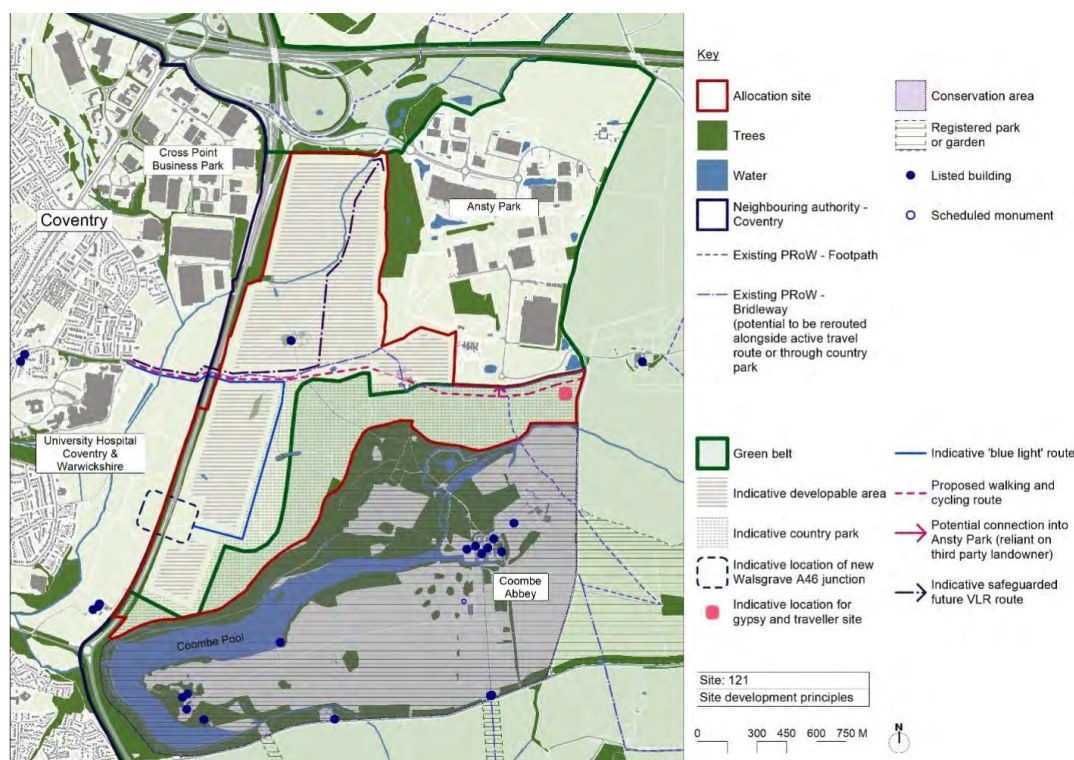 Cross Point
Business Park
Coventry
Ansty Park
University Hospital
Coventry &
Warwickshire
Coombe
Abbey
Coombe Pool
Key
Allocation site
Trees
Water
Neighbouring authority -
Coventry
Existing PRoW - Footpath
Existing PRoW -
Bridleway
(potential to be rerouted
alongside active travel
route or through country
park
Conservation area
Registered park
or garden
Listed building
Scheduled monument
Green belt
Indicative developable area
Indicative country park
Indicative location of new
Walsgrave A46 junction
Indicative location for
gypsy and traveller site
Indicative 'blue light' route
Proposed walking and
cycling route
Potential connection into
Ansty Park (reliant on
third party landowner)
Indicative safeguarded
future VLR route
Site: 121
Site development principles
0 300 450 600 750 M
N